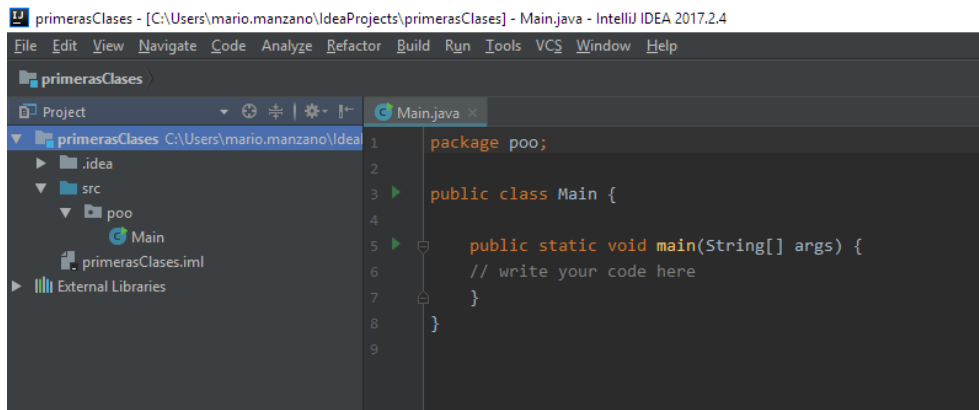 primerasClases - [C:\Users\mario.manzano\IdeaProjects\primerasClases] - Main.java - IntelliJ IDEA 2017.2.4
File Edit View Navigate Code Analyze Refactor Build Run Tools VCS Window Help
primerasClases
Project
primerasClases C:\Users\mario.manzano\Idea
.idea
src
poo
Main
primerasClases.iml
External Libraries
Main.java
1 package poo;
2
3 public class Main {
4
5 public static void main(String[] args) {
6 // write your code here
7 }
8 }
9